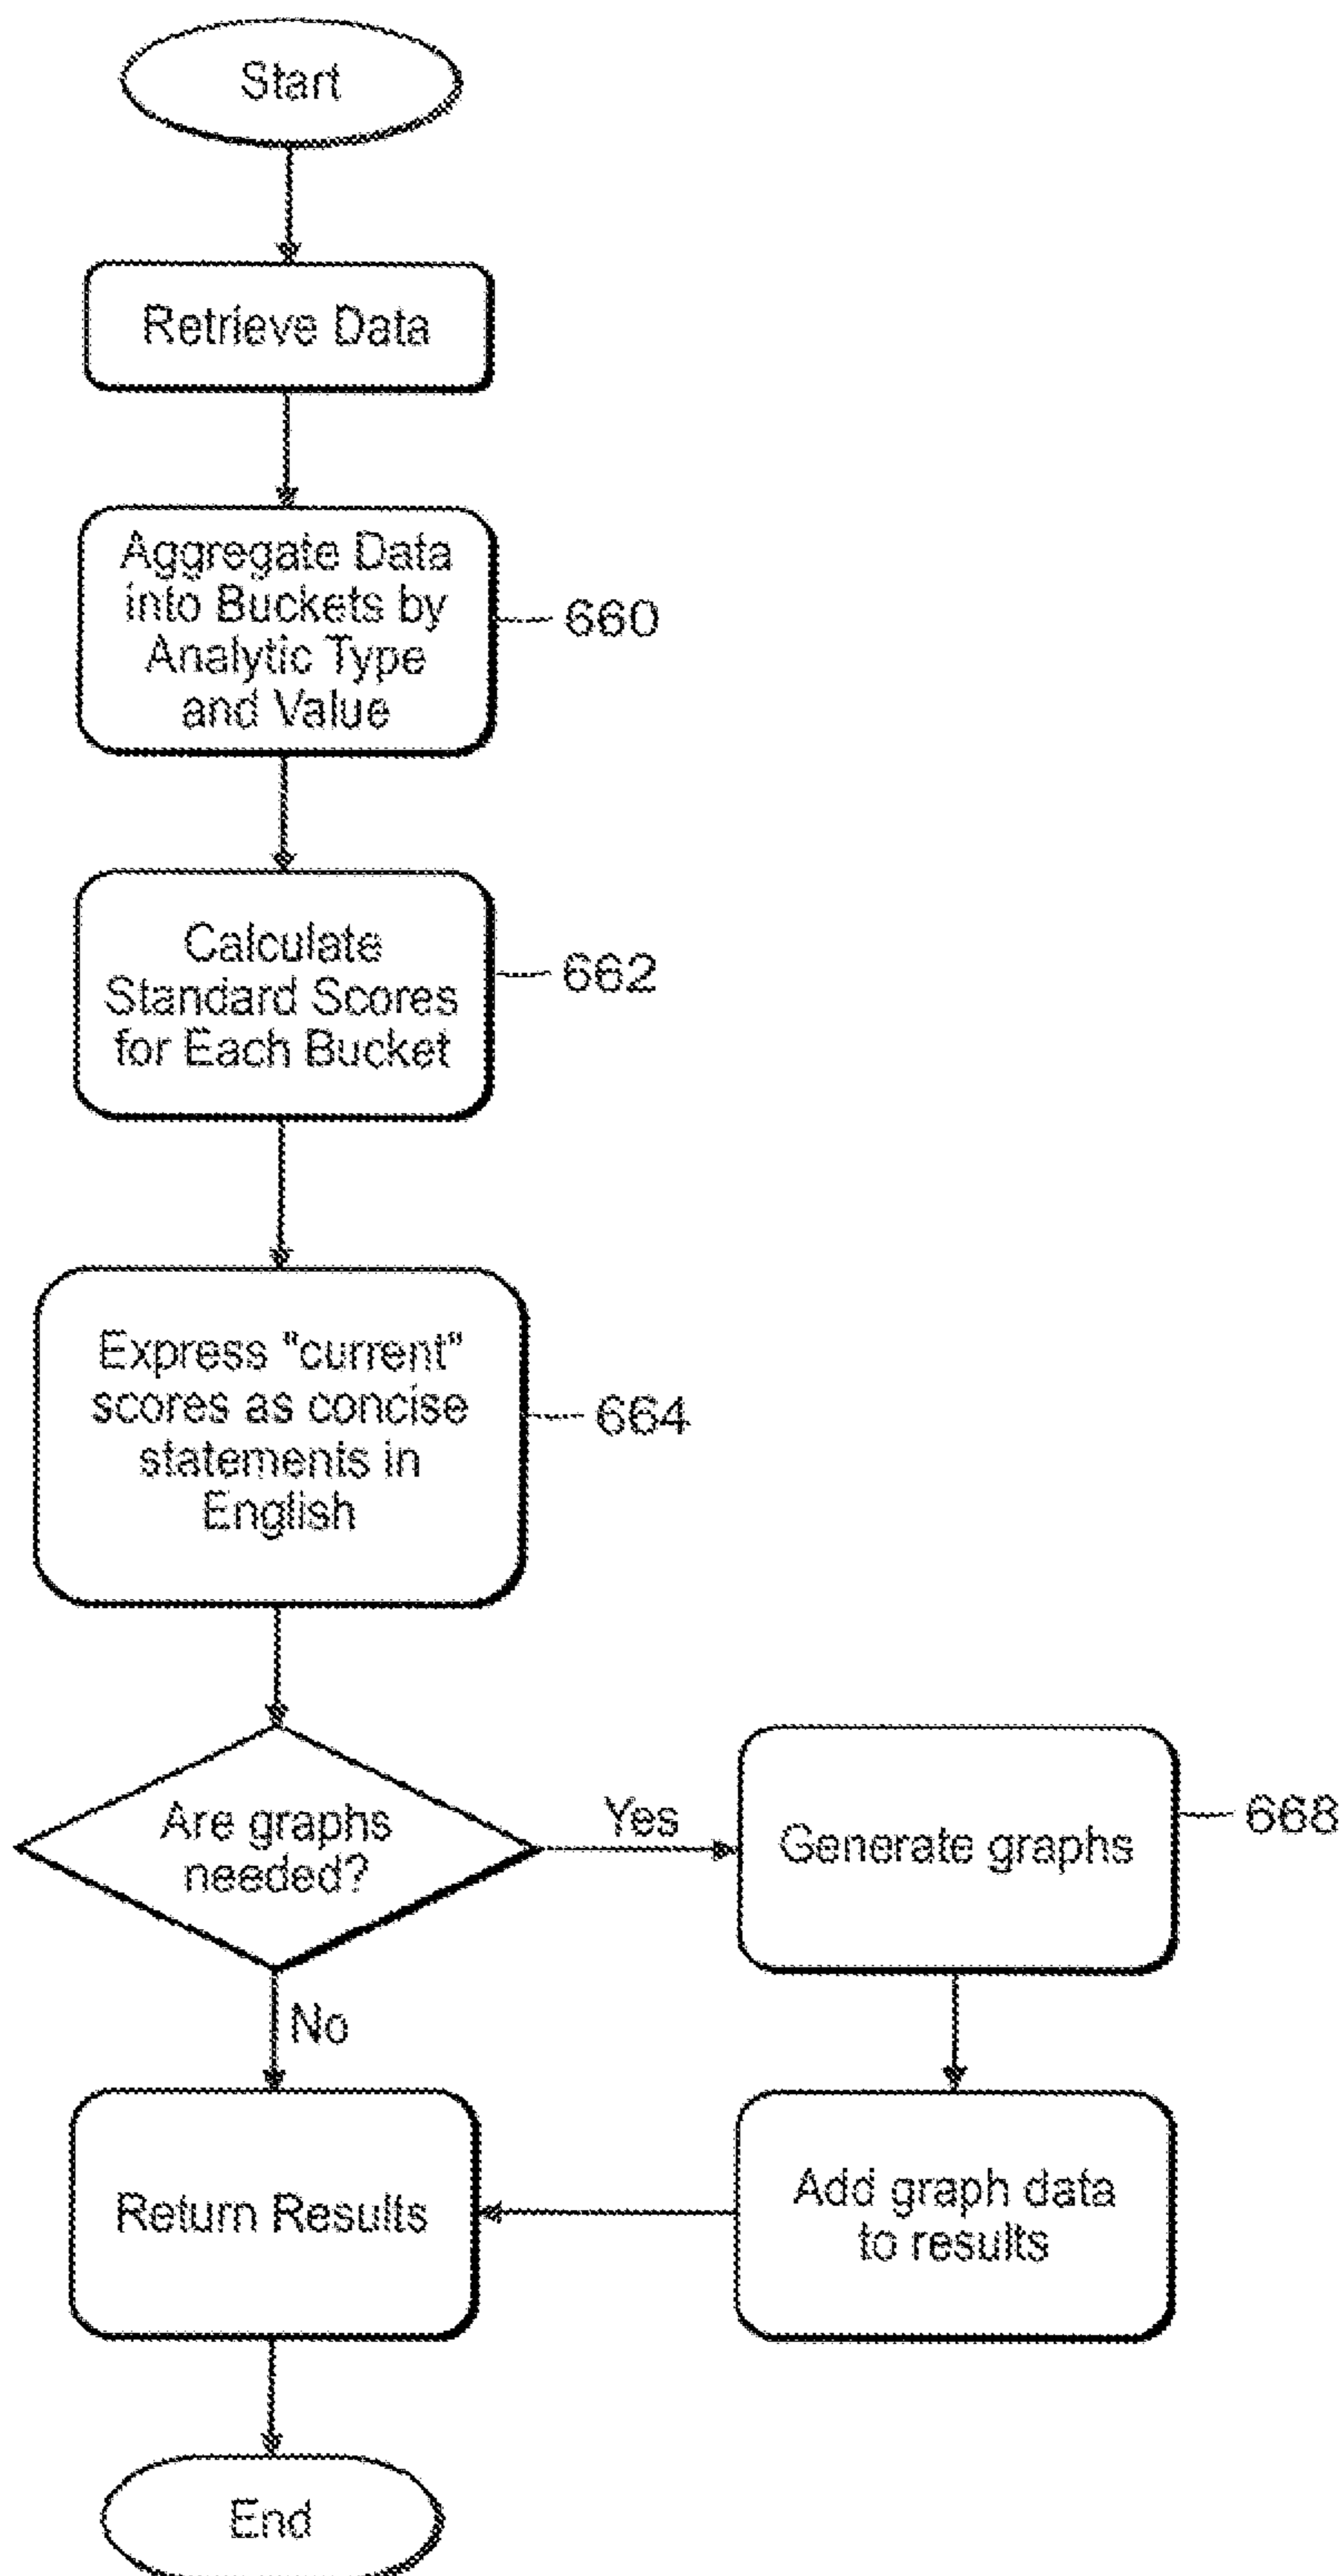 Start
Retrieve Data
Aggregate Data
into Buckets by
Analytic Type
and Value
660
Calculate
Standard Scores
for Each Bucket
662
Express "current"
scores as concise
statements in
English
664
Are graphs
needed?
Yes
Generate graphs
668
No
Return Results
Add graph data
to results
End